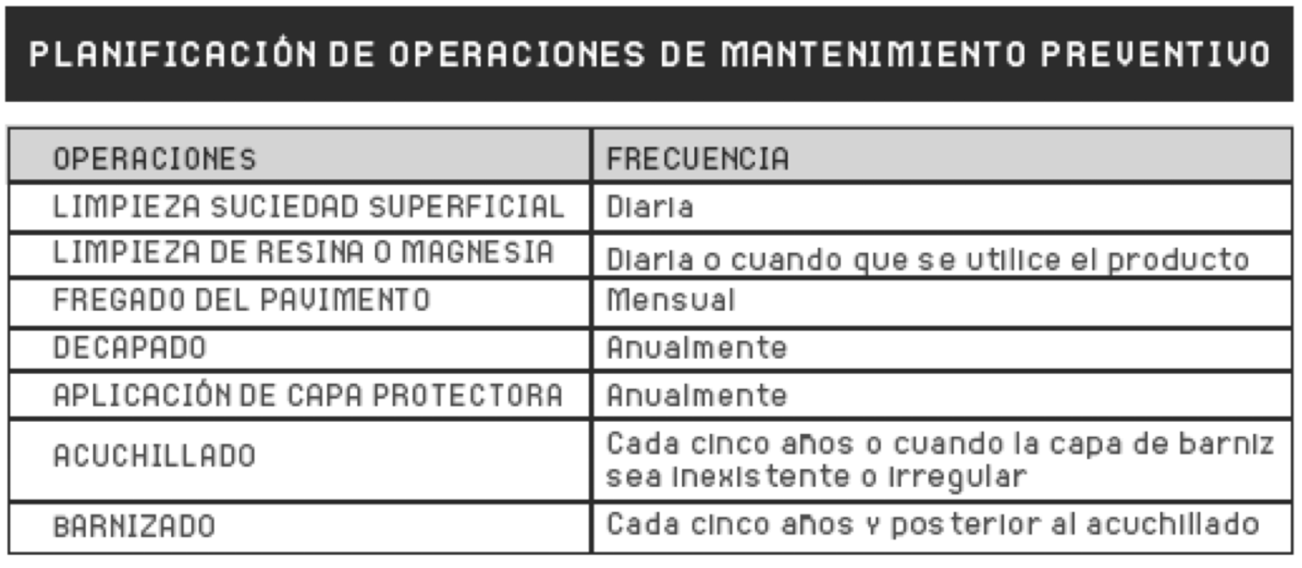 PLANIFICACIÓN DE OPERACIONES DE MANTENIMIENTO PREVENTIVO
OPERACIONES FRECUENCIA
LIMPIEZA SUCIEDAD SUPERFICIAL Diaria
LIMPIEZA DE RESINA O MAGNESIA Diaria o cuando que se utilice el producto
FREGADO DEL PAVIMENTO Mensual
DECAPADO Anualmente
APLICACIÓN DE CAPA PROTECTORA Anualmente
ACUCHILLADO Cada cinco años o cuando la capa de barniz
sea inexistente o irregular
BARNIZADO Cada cinco años y posterior al acuchillado